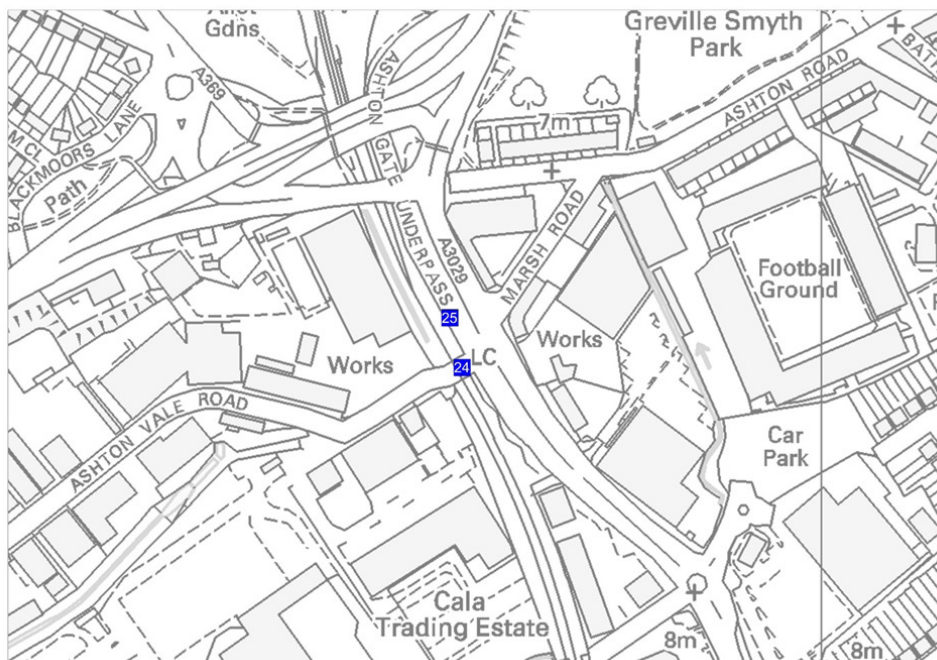 Gdns
Greville Smyth
Park
A369
ASHTON
GATE
UNDERPASS
ASHTON ROAD
7m
M CL
BLACKMOORS LANE
Path
A3029
MARSH ROAD
Football
Ground
25
Works
24
LC
Works
ASHTON VALE ROAD
Car
Park
Cala
Trading Estate
8m
8m